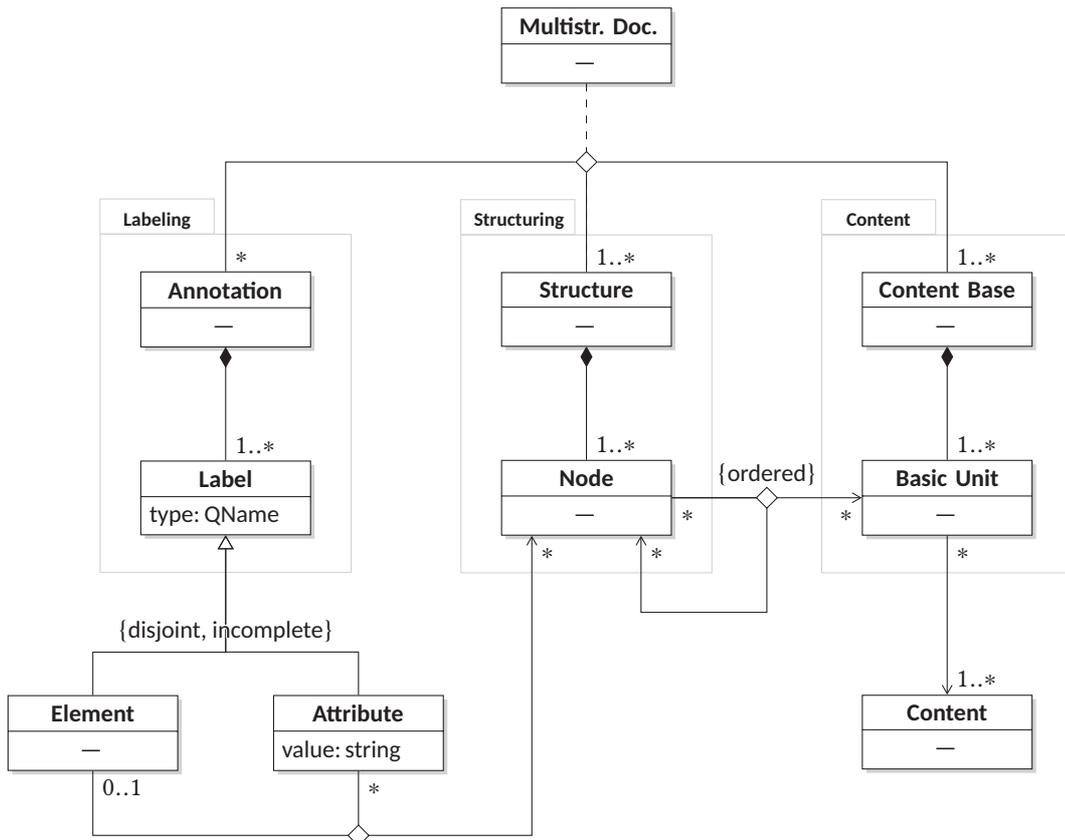 Multistr. Doc.
—
Labeling
Structuring
Content
*
1..*
1..*
Annotation
—
Structure
—
Content Base
—
1..*
1..*
1..*
Label
type: QName
Node
—
{ordered}
Basic Unit
—
*
*
*
*
*
{disjoint, incomplete}
1..*
Element
—
Attribute
value: string
Content
—
0..1
*